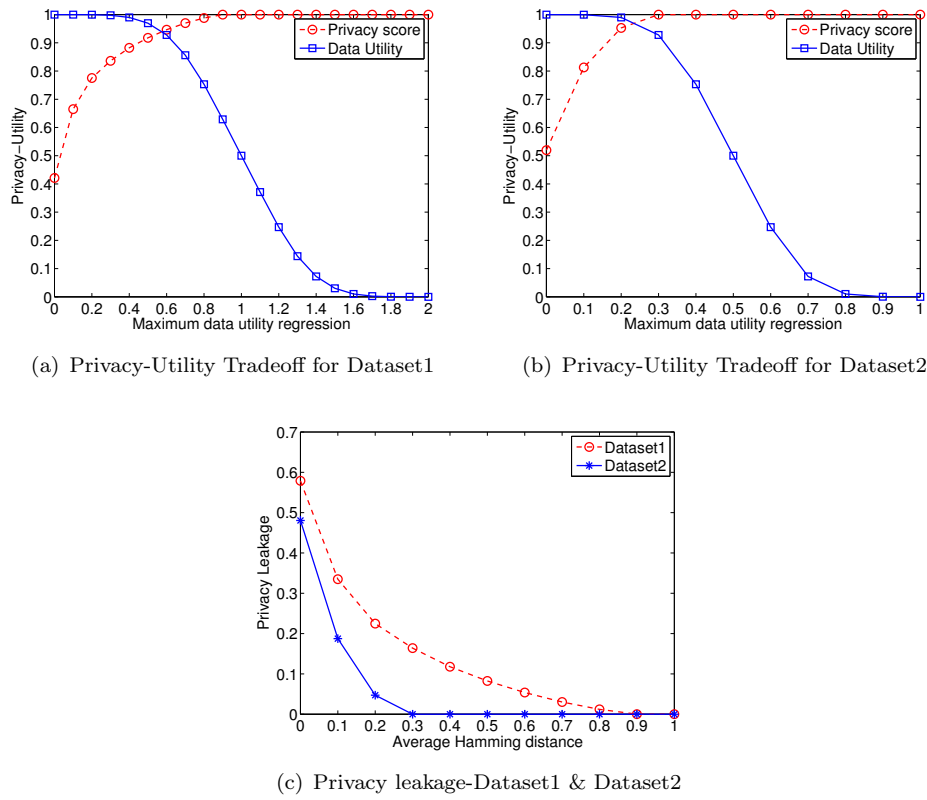 1
0.9
0.8
0.7
0.6
0.5
0.4
0.3
0.2
0.1
0
Privacy−Utility
Privacy score
Data Utility
0 0.2 0.4 0.6 0.8 1 1.2 1.4 1.6 1.8 2
Maximum data utility regression
(a) Privacy-Utility Tradeoff for Dataset1
1
0.9
0.8
0.7
0.6
0.5
0.4
0.3
0.2
0.1
0
Privacy−Utility
Privacy score
Data Utility
0 0.1 0.2 0.3 0.4 0.5 0.6 0.7 0.8 0.9 1
Maximum data utility regression
(b) Privacy-Utility Tradeoff for Dataset2
0.7
0.6
0.5
0.4
0.3
0.2
0.1
0
Privacy Leakage
Dataset1
Dataset2
0 0.1 0.2 0.3 0.4 0.5 0.6 0.7 0.8 0.9 1
Average Hamming distance
(c) Privacy leakage-Dataset1 & Dataset2